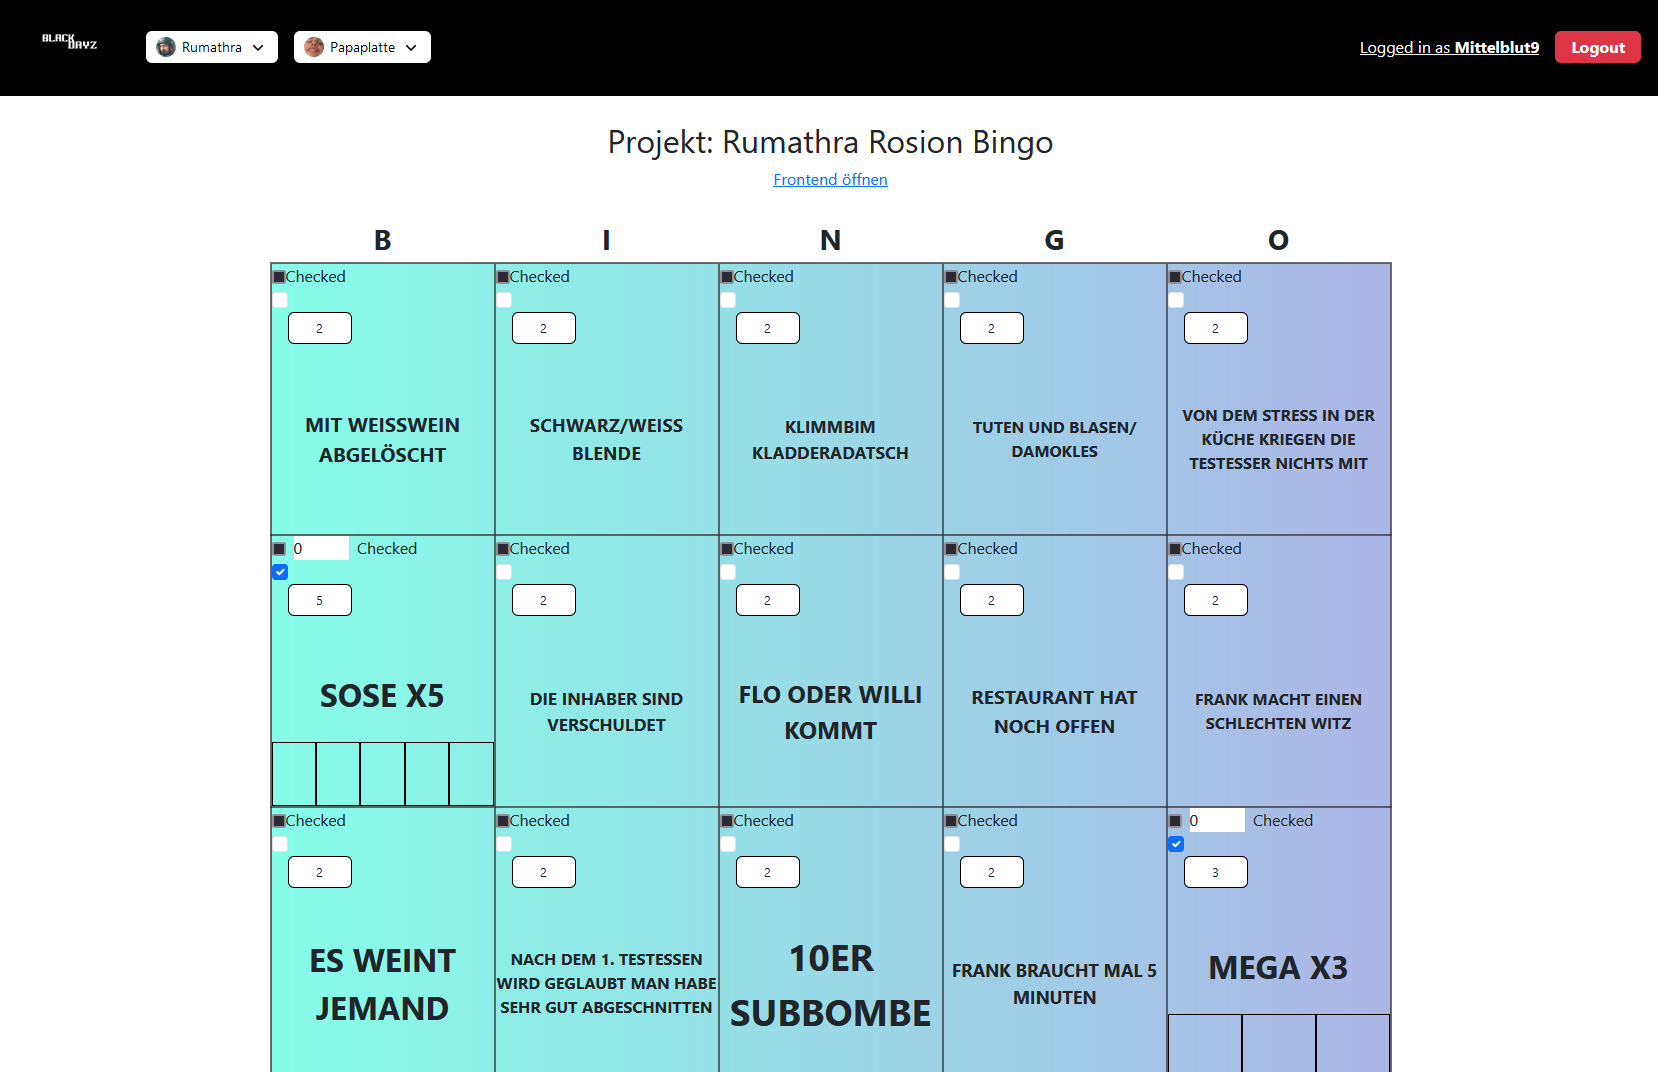 BLACK DAYZ
Rumathra
Papaplatte
Logged in as Mittelblut9
Logout
Projekt: Rumathra Rosion Bingo
Frontend öffnen
B I N G O
Checked
2
MIT WEISSWEIN
ABGELÖSCHT
Checked
2
SCHWARZ/WEISS
BLENDE
Checked
2
KLIMMBIM
KLADDERADATSCH
Checked
2
TUTEN UND BLASEN/
DAMOKLES
Checked
2
VON DEM STRESS IN DER
KÜCHE KRIEGEN DIE
TESTESSER NICHTS MIT
0 Checked
5
SOSE X5
Checked
2
DIE INHABER SIND
VERSCHULDET
Checked
2
FLO ODER WILLI
KOMMT
Checked
2
RESTAURANT HAT
NOCH OFFEN
Checked
2
FRANK MACHT EINEN
SCHLECHTEN WITZ
Checked
2
ES WEINT
JEMAND
Checked
2
NACH DEM 1. TESTESSEN
WIRD GEGLAUBT MAN HABE
SEHR GUT ABGESCHNITTEN
Checked
2
10ER
SUBBOMBE
Checked
2
FRANK BRAUCHT MAL 5
MINUTEN
0 Checked
3
MEGA X3